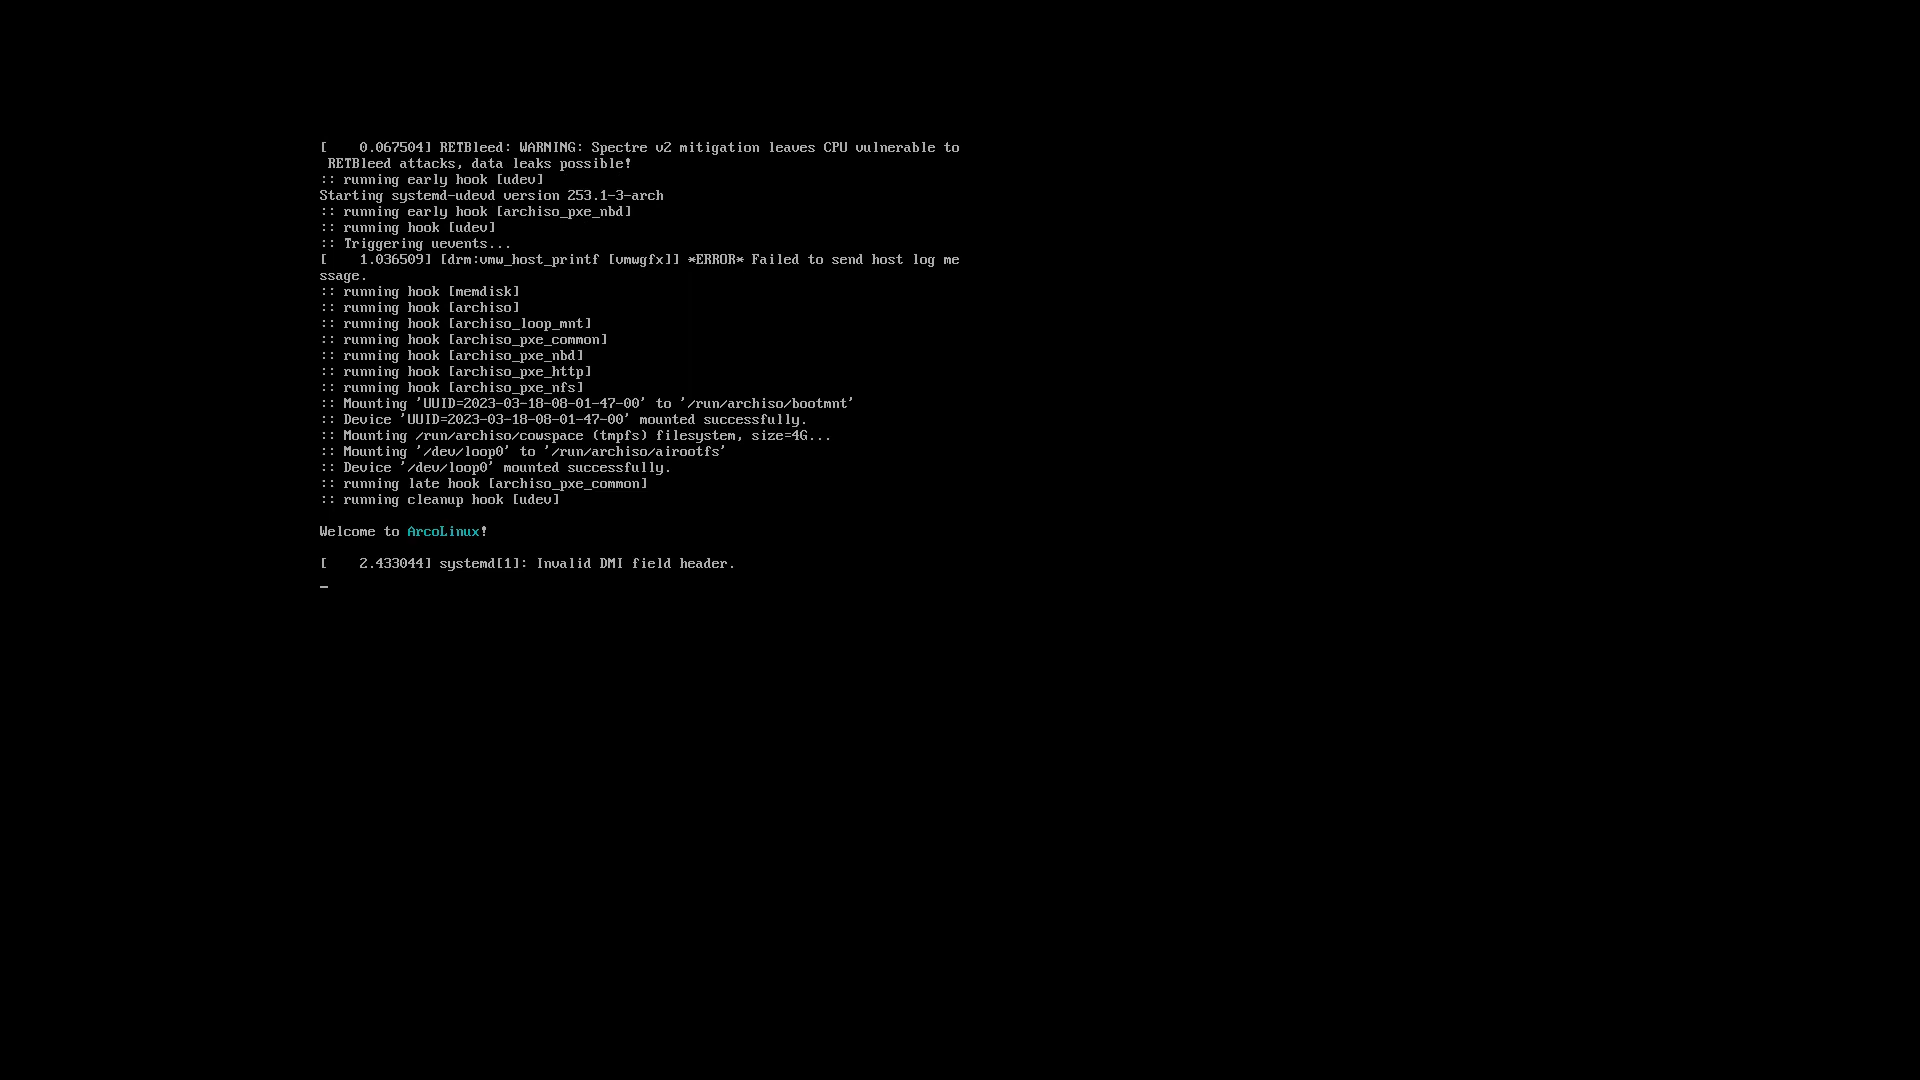 [    0.067504] RETBleed: WARNING: Spectre v2 mitigation leaves CPU vulnerable to
 RETBleed attacks, data leaks possible!
:: running early hook [udev]
Starting systemd-udevd version 253.1-3-arch
:: running early hook [archiso_pxe_nbd]
:: running hook [udev]
:: Triggering uevents...
[    1.036509] [drm:vmw_host_printf [vmwgfx]] *ERROR* Failed to send host log me
ssage.
:: running hook [memdisk]
:: running hook [archiso]
:: running hook [archiso_loop_mnt]
:: running hook [archiso_pxe_common]
:: running hook [archiso_pxe_nbd]
:: running hook [archiso_pxe_http]
:: running hook [archiso_pxe_nfs]
:: Mounting 'UUID=2023-03-18-08-01-47-00' to '/run/archiso/bootmnt'
:: Device 'UUID=2023-03-18-08-01-47-00' mounted successfully.
:: Mounting /run/archiso/cowspace (tmpfs) filesystem, size=4G...
:: Mounting '/dev/loop0' to '/run/archiso/airootfs'
:: Device '/dev/loop0' mounted successfully.
:: running late hook [archiso_pxe_common]
:: running cleanup hook [udev]

Welcome to ArcoLinux!

[    2.433044] systemd[1]: Invalid DMI field header.
_